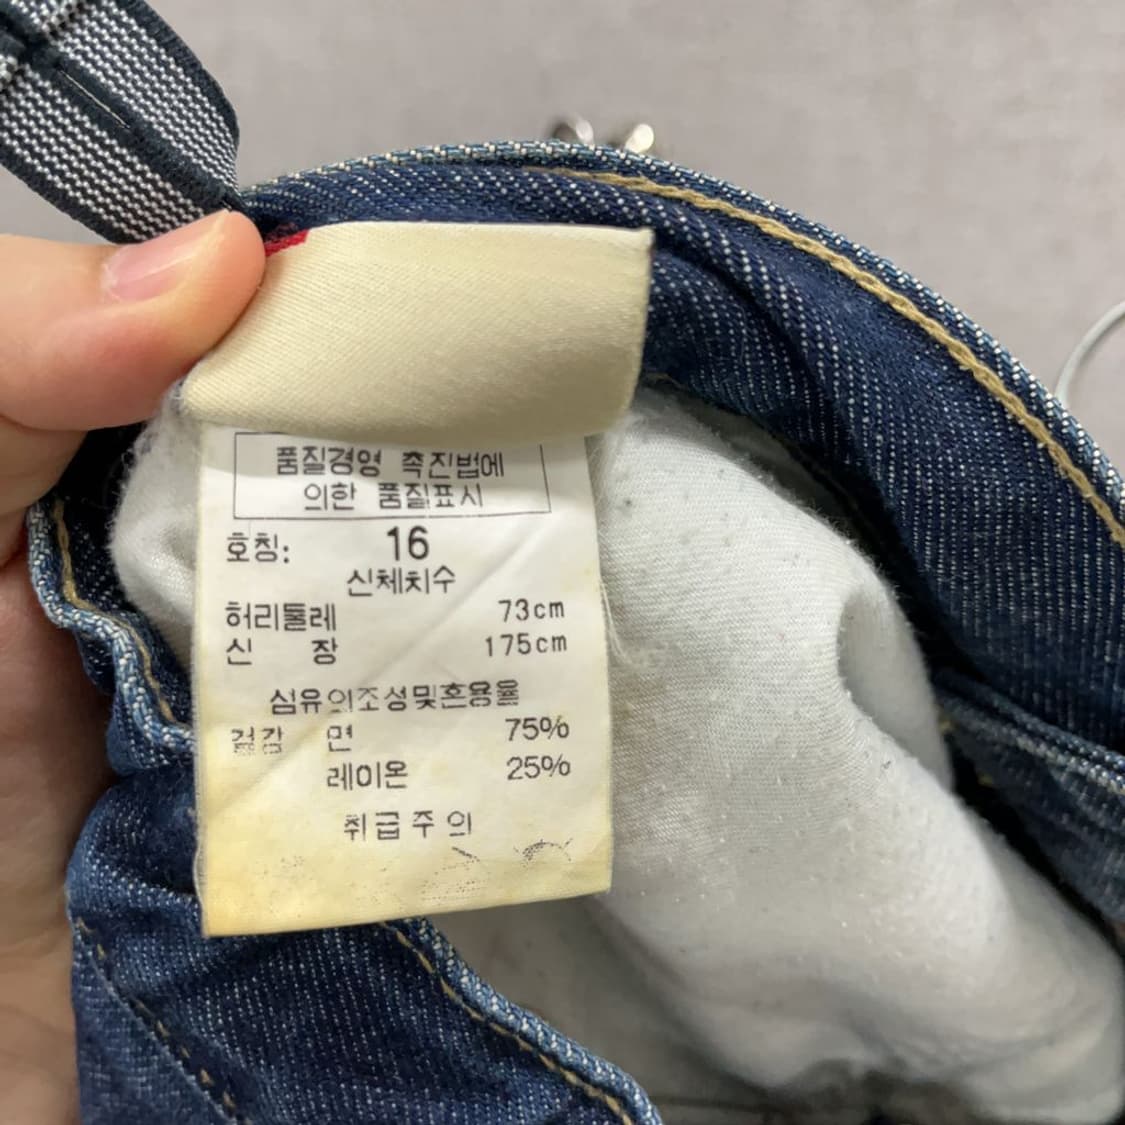 품질경영 촉진법에
의한 품질표시
호칭: 16
신체치수
허리둘레 73cm
신 장 175cm
섬유의조성및혼용율
겉감 면 75%
레이온 25%
취급주의